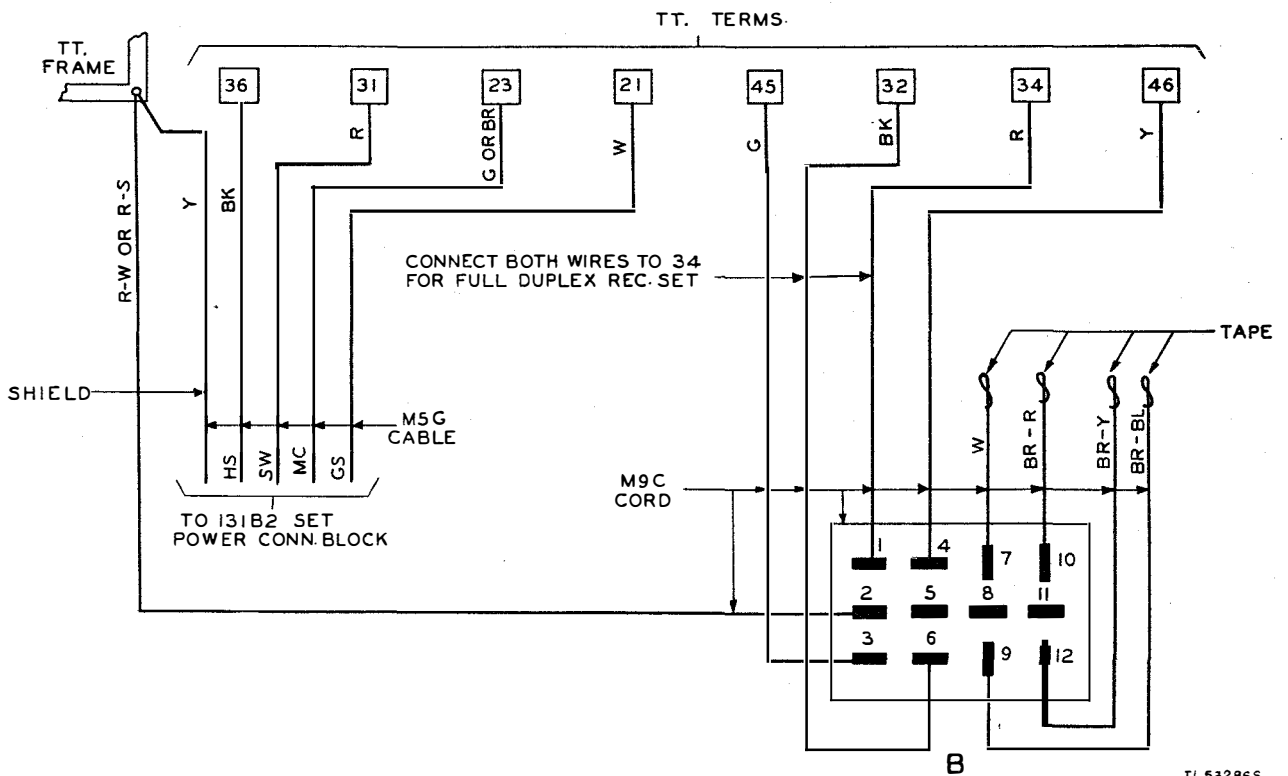 TT. TERMS.
TT.
FRAME
36
31
23
21
45
32
34
46
R-W OR R-S
Y
BK
R
G OR BR
W
G
BK
R
Y
CONNECT BOTH WIRES TO 34
FOR FULL DUPLEX REC. SET
TAPE
SHIELD
M5G
CABLE
HS
SW
MC
GS
W
BR-R
BR-Y
BR-BL
M9C
CORD
TO 131B2 SET
POWER CONN. BLOCK
1
4
7
10
2
5
8
11
3
6
9
12
B
TL53286S